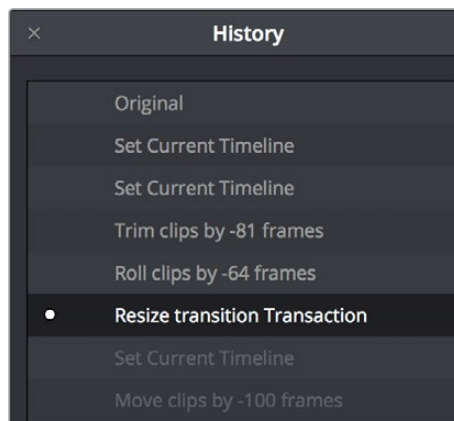 History
Original
Set Current Timeline
Set Current Timeline
Trim clips by -81 frames
Roll clips by -64 frames
Resize transition Transaction
Set Current Timeline
Move clips by -100 frames